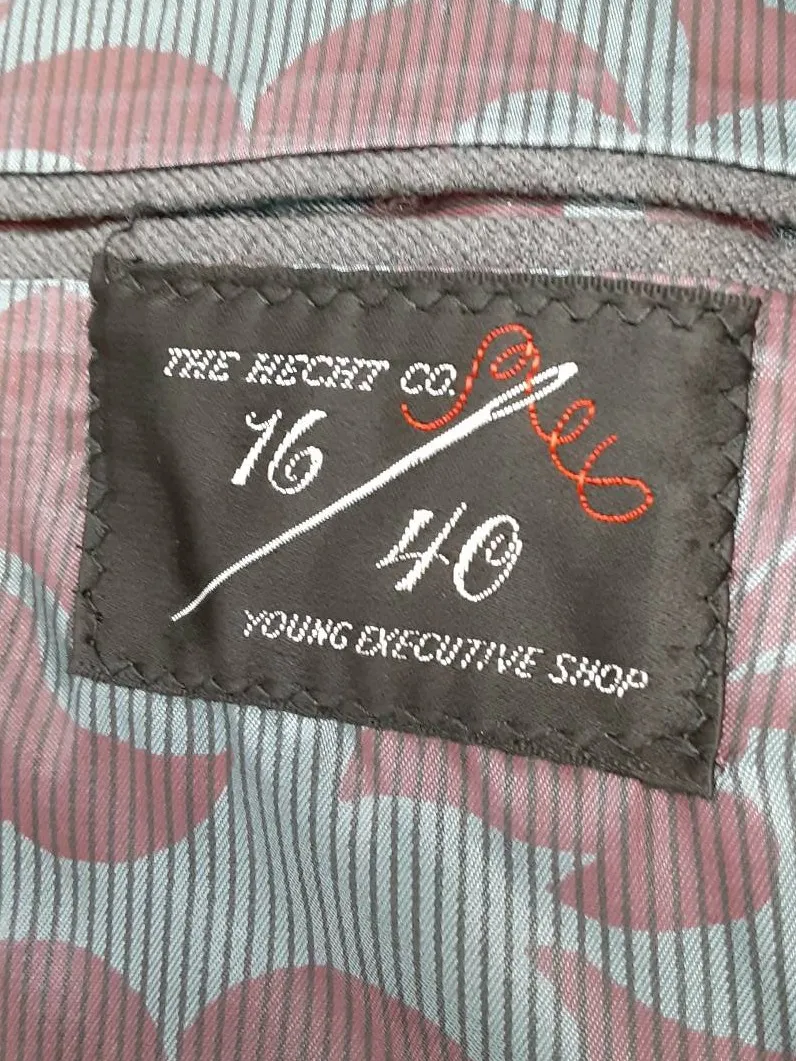 THE HECHT CO.
16
40
YOUNG EXECUTIVE SHOP